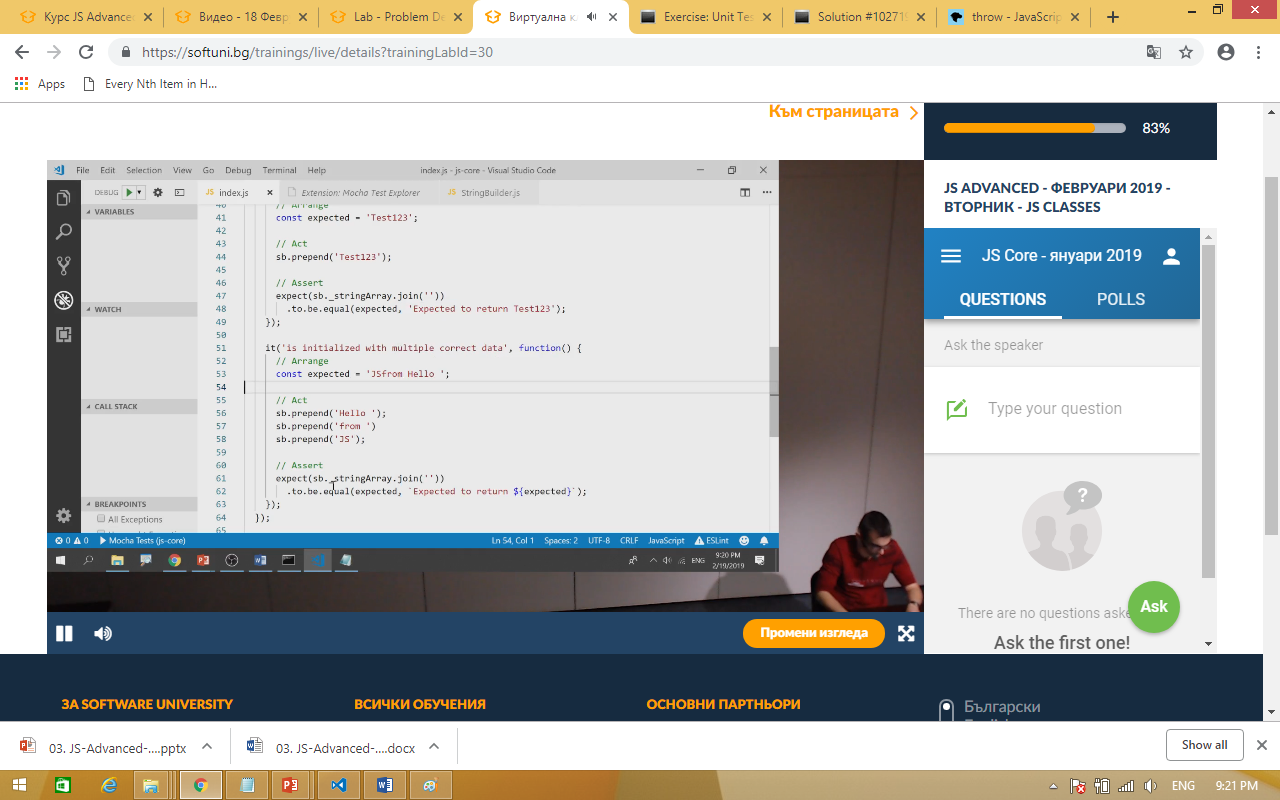 Курс JS Advance
Видео - 18 Февр
Lab - Problem De
Виртуална к
Exercise: Unit Tes
Solution #10271
throw - JavaScrip
https://softuni.bg/trainings/live/details?trainingLabId=30
Apps
Every Nth Item in H...
Към страницата
83%
File Edit Selection View Go Debug Terminal Help
index.js - js-core - Visual Studio Code
DEBUG
JS index.js
Extension: Mocha Test Explorer
JS StringBuilder.js
VARIABLES
WATCH
CALL STACK
BREAKPOINTS
All Exceptions
40 // Arrange
41 const expected = 'Test123';
42
43 // Act
44 sb.prepend('Test123');
45
46 // Assert
47 expect(sb._stringArray.join(''))
48 .to.be.equal(expected, 'Expected to return Test123');
49 });
50
51 it('is initialized with multiple correct data', function() {
52 // Arrange
53 const expected = 'JSfrom Hello ';
54
55 // Act
56 sb.prepend('Hello ');
57 sb.prepend('from ')
58 sb.prepend('JS');
59
60 // Assert
61 expect(sb._stringArray.join(''))
62 .to.be.equal(expected, `Expected to return ${expected}`);
63 });
64 });
65
0 0 Mocha Tests (js-core)
Ln 54, Col 1 Spaces: 2 UTF-8 CRLF JavaScript ESLint
ENG
9:20 PM
2/19/2019
Промени изгледа
JS ADVANCED - ФЕВРУАРИ 2019 -
ВТОРНИК - JS CLASSES
JS Core - януари 2019
QUESTIONS POLLS
Ask the speaker
Type your question
?
There are no questions aske
Ask
Ask the first one!
ЗА SOFTWARE UNIVERSITY
ВСИЧКИ ОБУЧЕНИЯ
ОСНОВНИ ПАРТНЬОРИ
Български
03. JS-Advanced-....pptx
03. JS-Advanced-....docx
Show all
ENG
9:21 PM